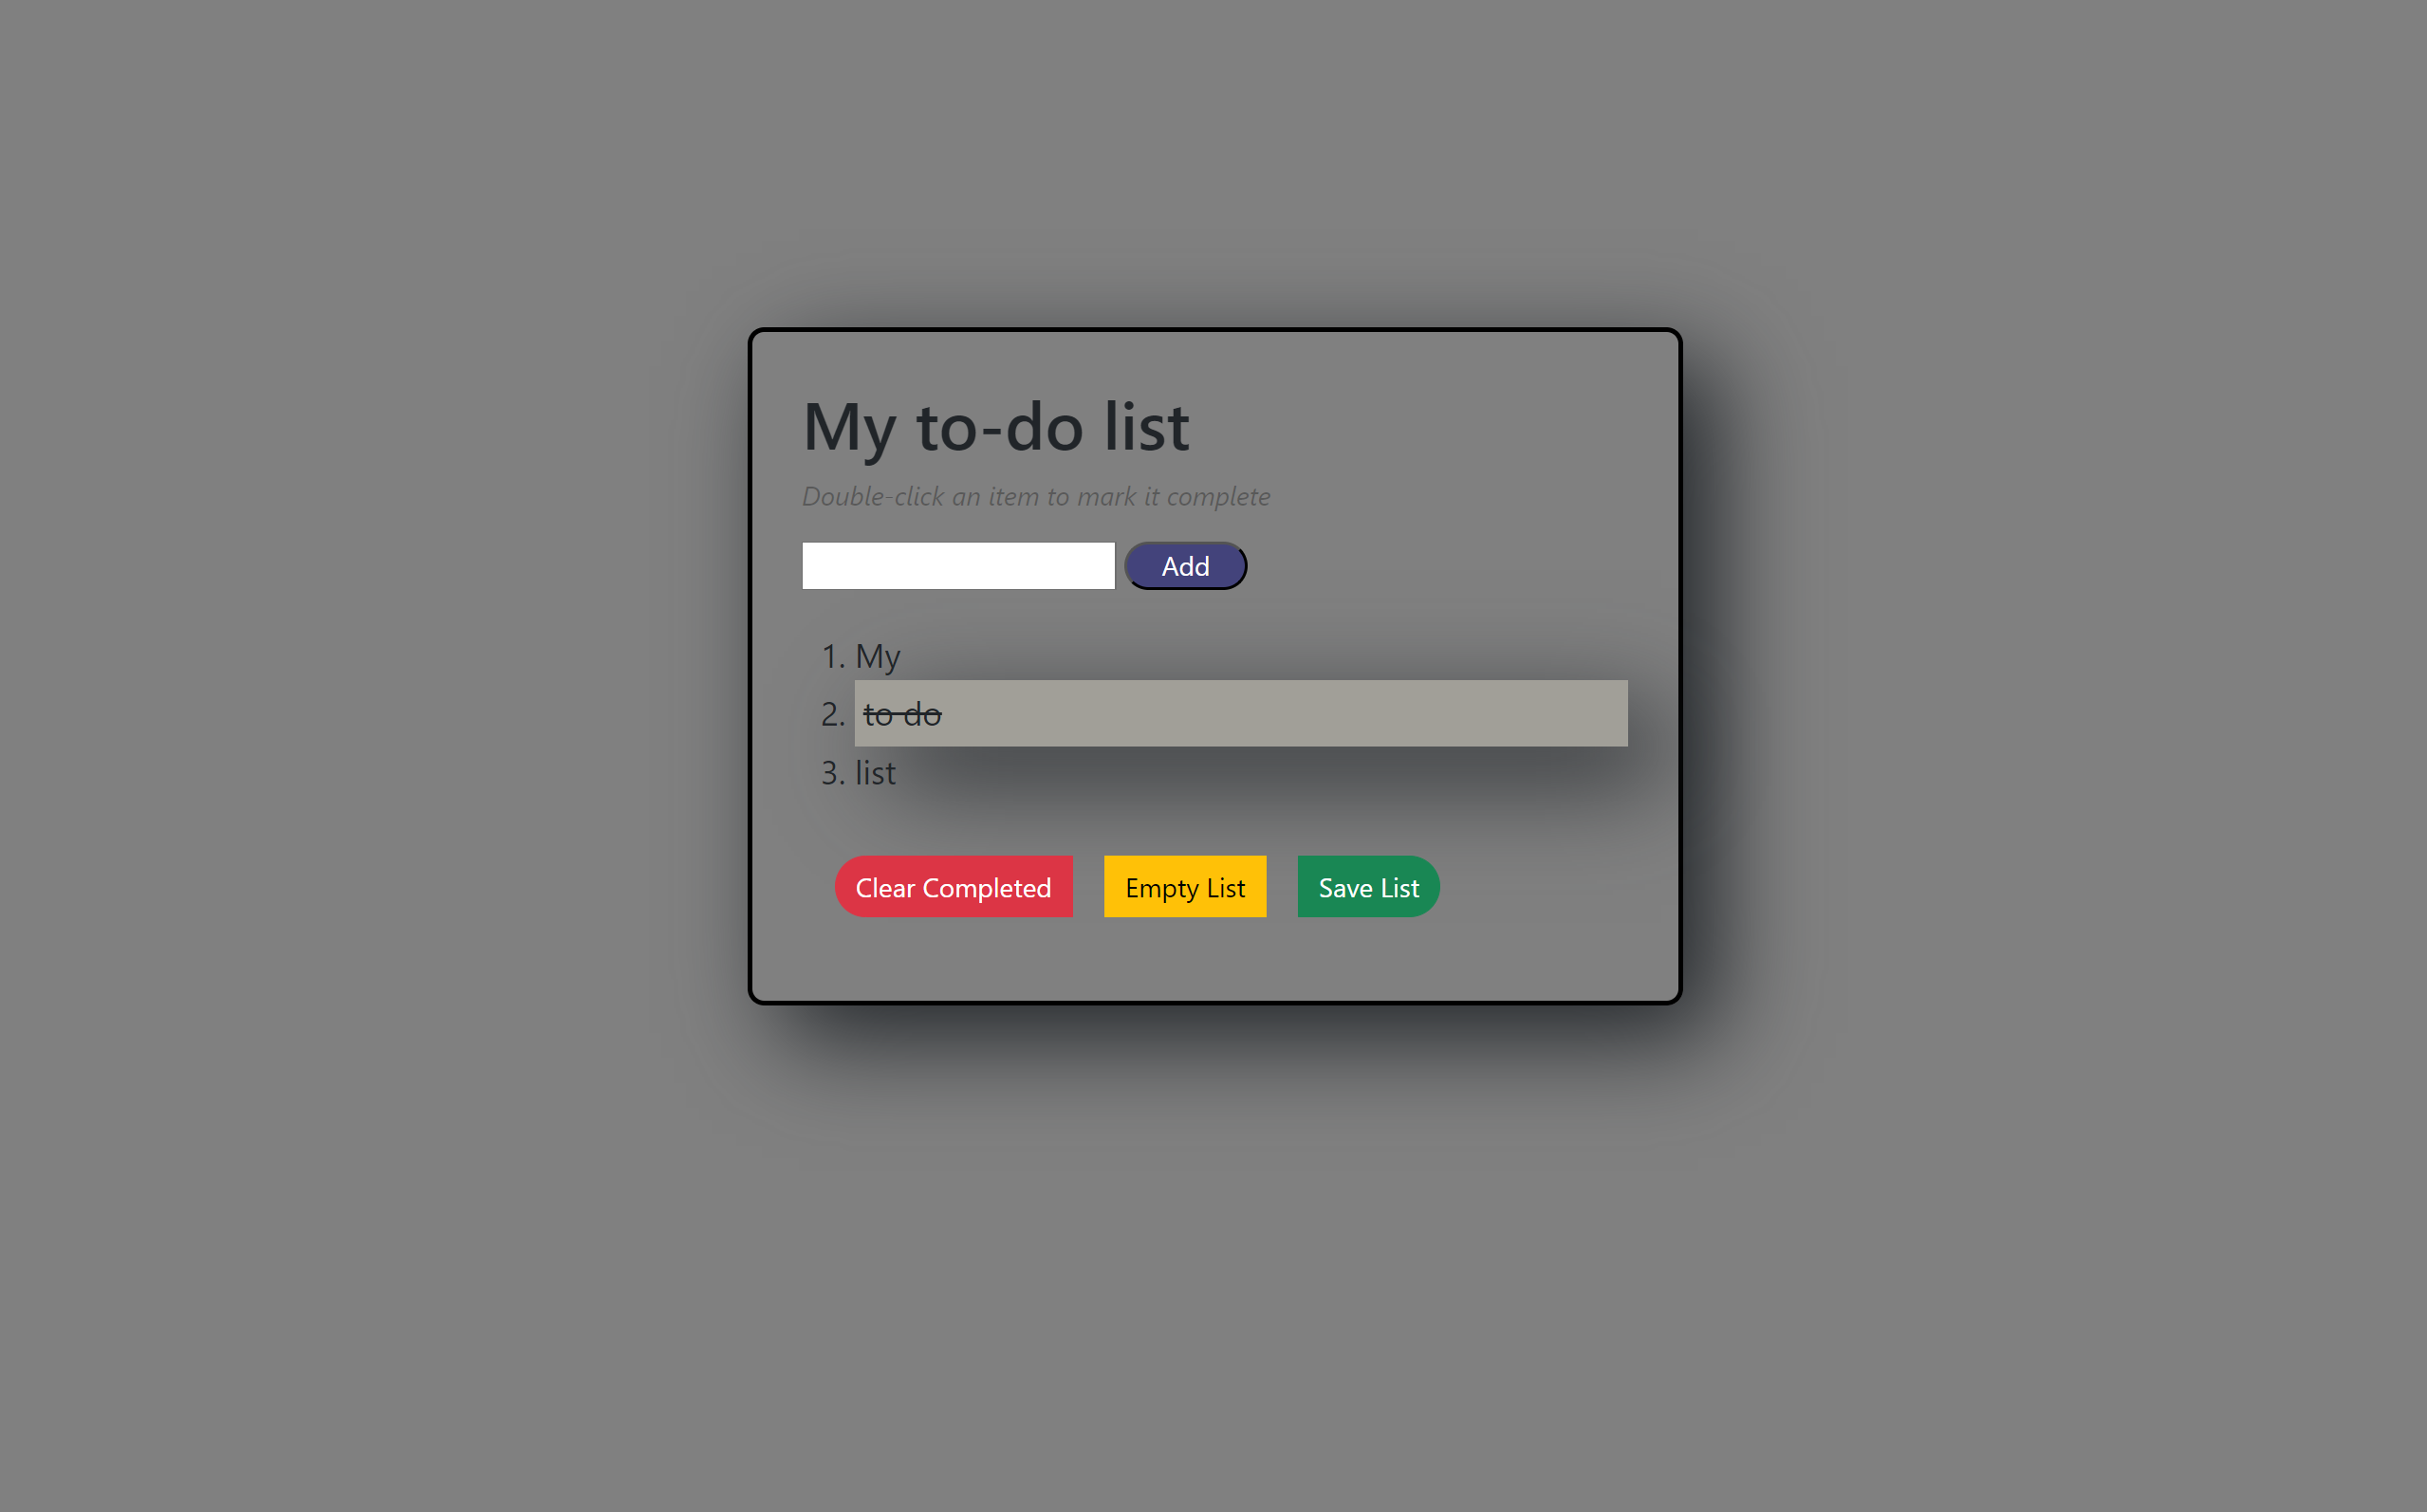 My to-do list
Double-click an item to mark it complete
Add
1. My
2. to do
3. list
Clear Completed Empty List Save List